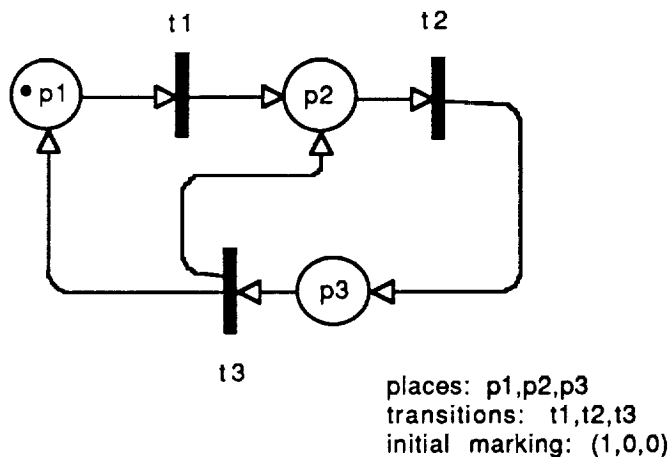 t1
t2
p1
p2
p3
t3
places: p1,p2,p3
transitions: t1,t2,t3
initial marking: (1,0,0)